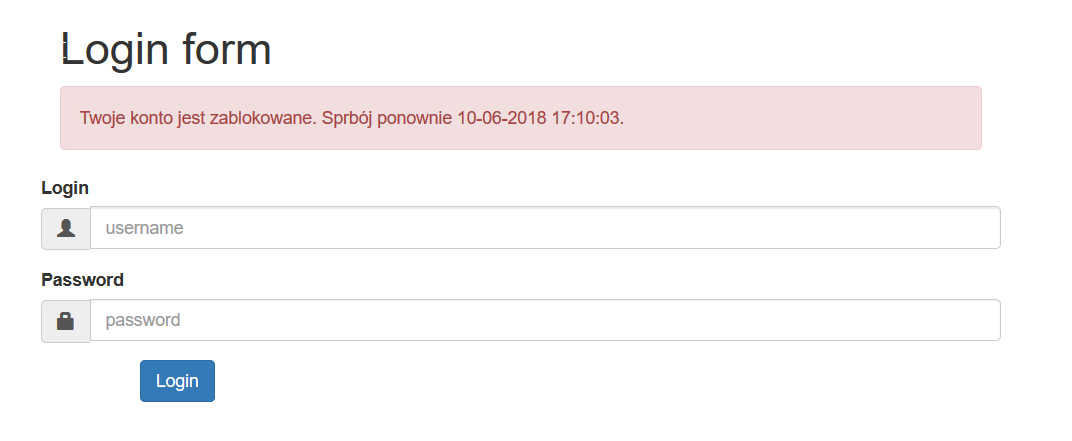 Login form
Twoje konto jest zablokowane. Sprbój ponownie 10-06-2018 17:10:03.
Login
username
Password
password
Login